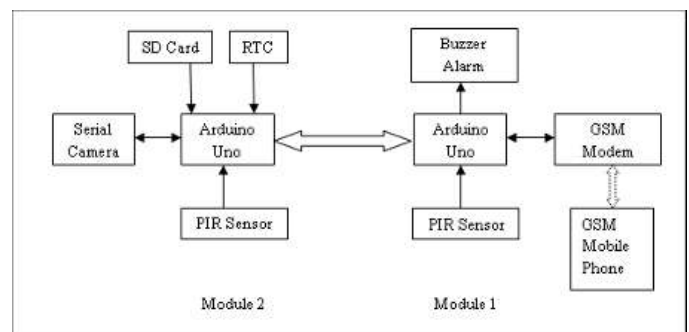 SD Card
RTC
Buzzer
Alarm
Serial
Camera
Arduino
Uno
Arduino
Uno
GSM
Modem
PIR Sensor
PIR Sensor
GSM
Mobile
Phone
Module 2
Module 1